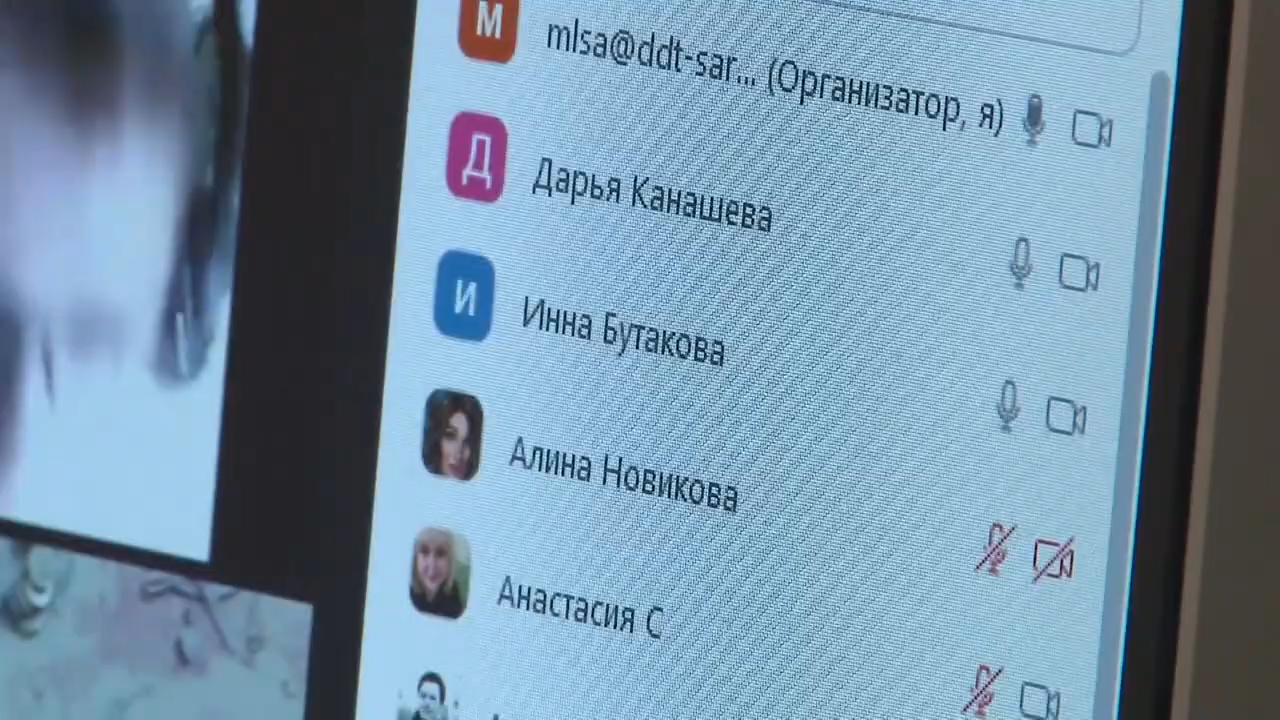 М mlsa@ddt-sar... (Организатор, я)
Д Дарья Канашева
И Инна Бутакова
Алина Новикова
Анастасия С